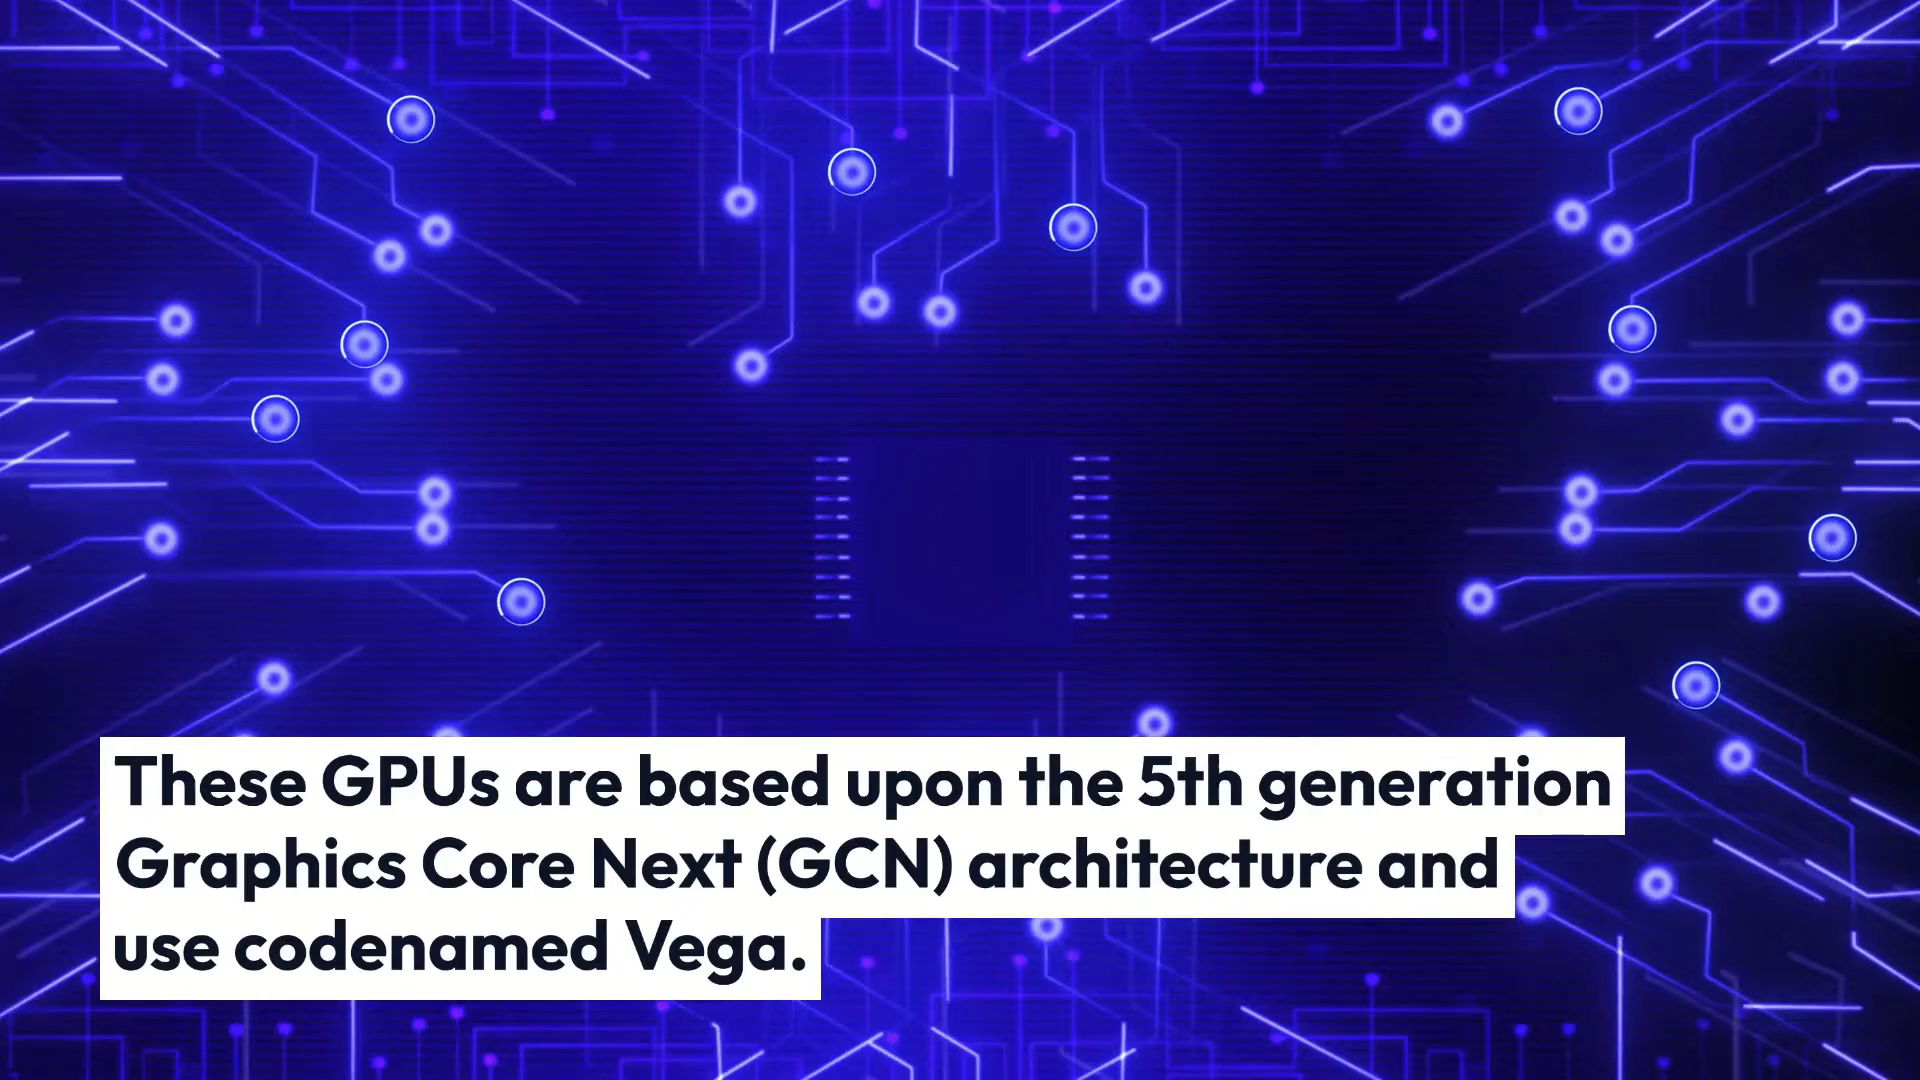 These GPUs are based upon the 5th generation
Graphics Core Next (GCN) architecture and
use codenamed Vega.